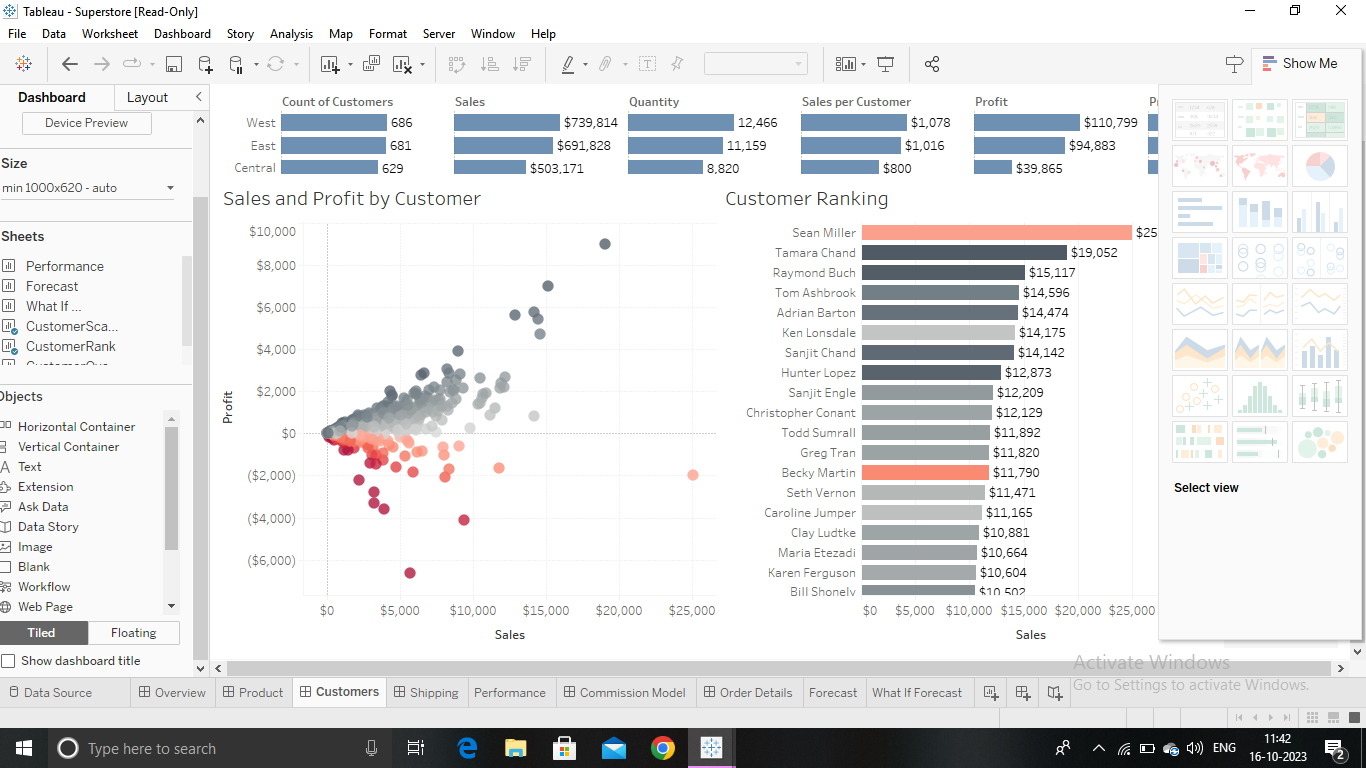 Tableau - Superstore [Read-Only]
File Data Worksheet Dashboard Story Analysis Map Format Server Window Help
Show Me
Dashboard Layout
Device Preview
Size
min 1000x620 - auto
Sheets
Performance
Forecast
What If ...
CustomerSca...
CustomerRank
Objects
Horizontal Container
Vertical Container
Text
Extension
Ask Data
Data Story
Image
Blank
Workflow
Web Page
Tiled Floating
Show dashboard title
Count of Customers Sales Quantity Sales per Customer Profit
West 686 $739,814 12,466 $1,078 $110,799
East 681 $691,828 11,159 $1,016 $94,883
Central 629 $503,171 8,820 $800 $39,865
Sales and Profit by Customer
$10,000
$8,000
$6,000
$4,000
$2,000
$0
($2,000)
($4,000)
($6,000)
Profit
$0 $5,000 $10,000 $15,000 $20,000 $25,000
Sales
Customer Ranking
Sean Miller $25
Tamara Chand $19,052
Raymond Buch $15,117
Tom Ashbrook $14,596
Adrian Barton $14,474
Ken Lonsdale $14,175
Sanjit Chand $14,142
Hunter Lopez $12,873
Sanjit Engle $12,209
Christopher Conant $12,129
Todd Sumrall $11,892
Greg Tran $11,820
Becky Martin $11,790
Seth Vernon $11,471
Caroline Jumper $11,165
Clay Ludtke $10,881
Maria Etezadi $10,664
Karen Ferguson $10,604
Bill Shonely $10,502
$0 $5,000 $10,000 $15,000 $20,000 $25,000
Sales
Select view
Activate Windows
Go to Settings to activate Windows.
Data Source Overview Product Customers Shipping Performance Commission Model Order Details Forecast What If Forecast
Type here to search
ENG
11:42
16-10-2023
2